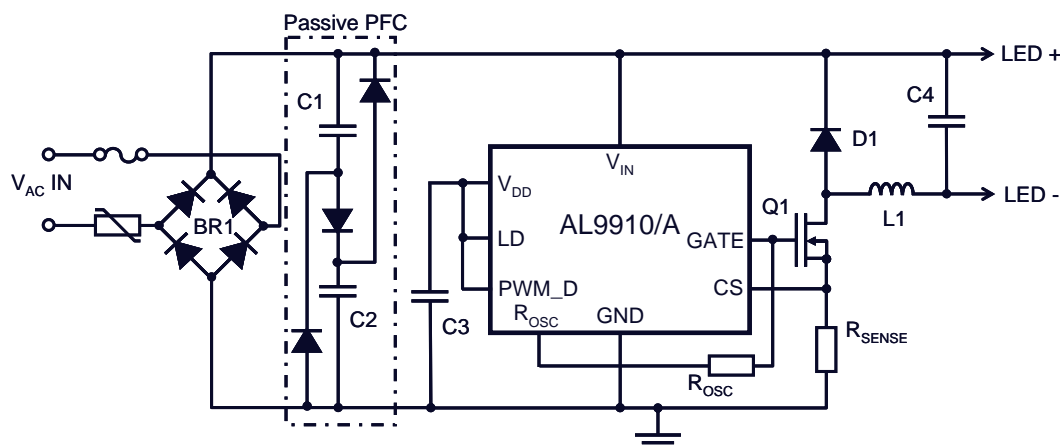 Passive PFC
LED +
C1
C4
D1
V_IN
V_AC IN
V_DD
Q1
LED -
BR1
AL9910/A
L1
LD
GATE
PWM_D
CS
C2
C3
R_OSC
GND
R_SENSE
R_OSC